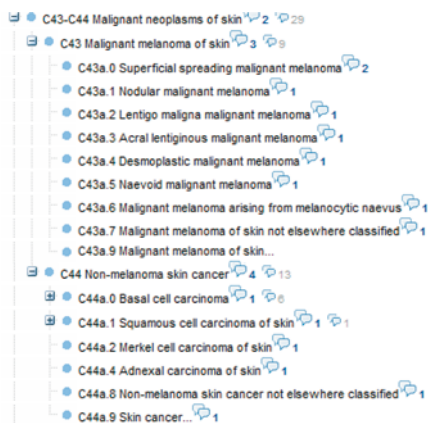 C43-C44 Malignant neoplasms of skin 2 29
C43 Malignant melanoma of skin 3 9
C43a.0 Superficial spreading malignant melanoma 2
C43a.1 Nodular malignant melanoma 1
C43a.2 Lentigo maligna malignant melanoma 1
C43a.3 Acral lentiginous malignant melanoma 1
C43a.4 Desmoplastic malignant melanoma 1
C43a.5 Naevoid malignant melanoma 1
C43a.6 Malignant melanoma arising from melanocytic naevus 1
C43a.7 Malignant melanoma of skin not elsewhere classified 1
C43a.9 Malignant melanoma of skin...
C44 Non-melanoma skin cancer 4 13
C44a.0 Basal cell carcinoma 1 6
C44a.1 Squamous cell carcinoma of skin 1 1
C44a.2 Merkel cell carcinoma of skin 1
C44a.4 Adnexal carcinoma of skin 1
C44a.8 Non-melanoma skin cancer not elsewhere classified 1
C44a.9 Skin cancer... 1